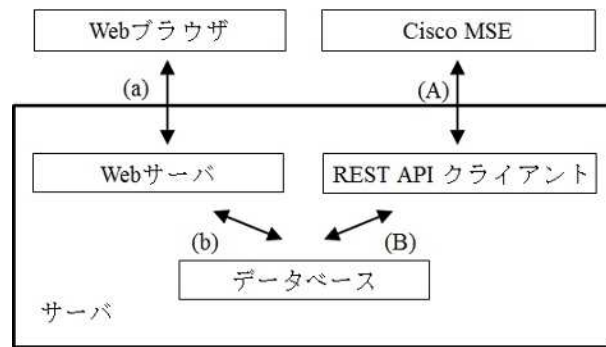 Webブラウザ
Cisco MSE
(a)
(A)
Webサーバ
REST API クライアント
(b)
(B)
データベース
サーバ